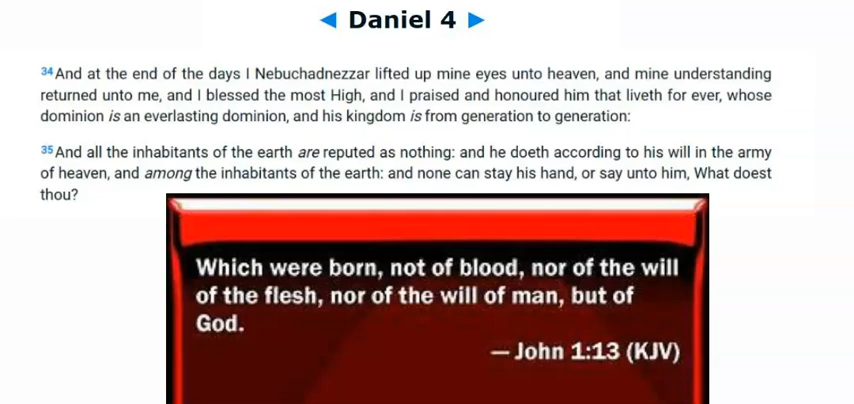 ◄ Daniel 4 ►
34 And at the end of the days I Nebuchadnezzar lifted up mine eyes unto heaven, and mine understanding
returned unto me, and I blessed the most High, and I praised and honoured him that liveth for ever, whose
dominion is an everlasting dominion, and his kingdom is from generation to generation:
35 And all the inhabitants of the earth are reputed as nothing: and he doeth according to his will in the army
of heaven, and among the inhabitants of the earth: and none can stay his hand, or say unto him, What doest
thou?
Which were born, not of blood, nor of the will
of the flesh, nor of the will of man, but of
God.
— John 1:13 (KJV)